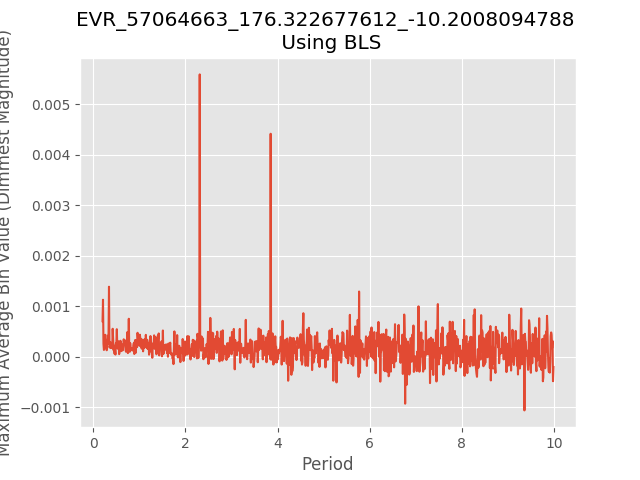 EVR_57064663_176.322677612_-10.2008094788
Using BLS
Maximum Average Bin Value (Dimmest Magnitude)
0.005
0.004
0.003
0.002
0.001
0.000
−0.001
0 2 4 6 8 10
Period